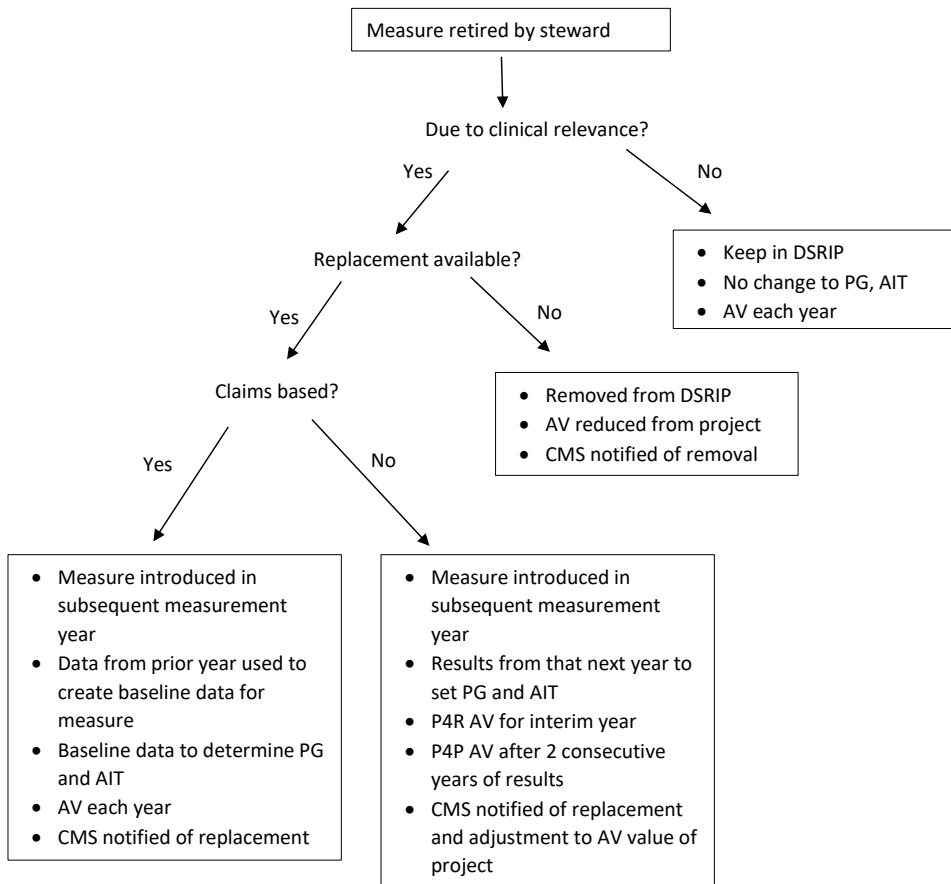 Measure retired by steward
Due to clinical relevance?
Yes
No
• Keep in DSRIP
• No change to PG, AIT
• AV each year
Replacement available?
Yes
No
• Removed from DSRIP
• AV reduced from project
• CMS notified of removal
Claims based?
Yes
No
• Measure introduced in
subsequent measurement
year
• Data from prior year used to
create baseline data for
measure
• Baseline data to determine PG
and AIT
• AV each year
• CMS notified of replacement
• Measure introduced in
subsequent measurement
year
• Results from that next year to
set PG and AIT
• P4R AV for interim year
• P4P AV after 2 consecutive
years of results
• CMS notified of replacement
and adjustment to AV value of
project